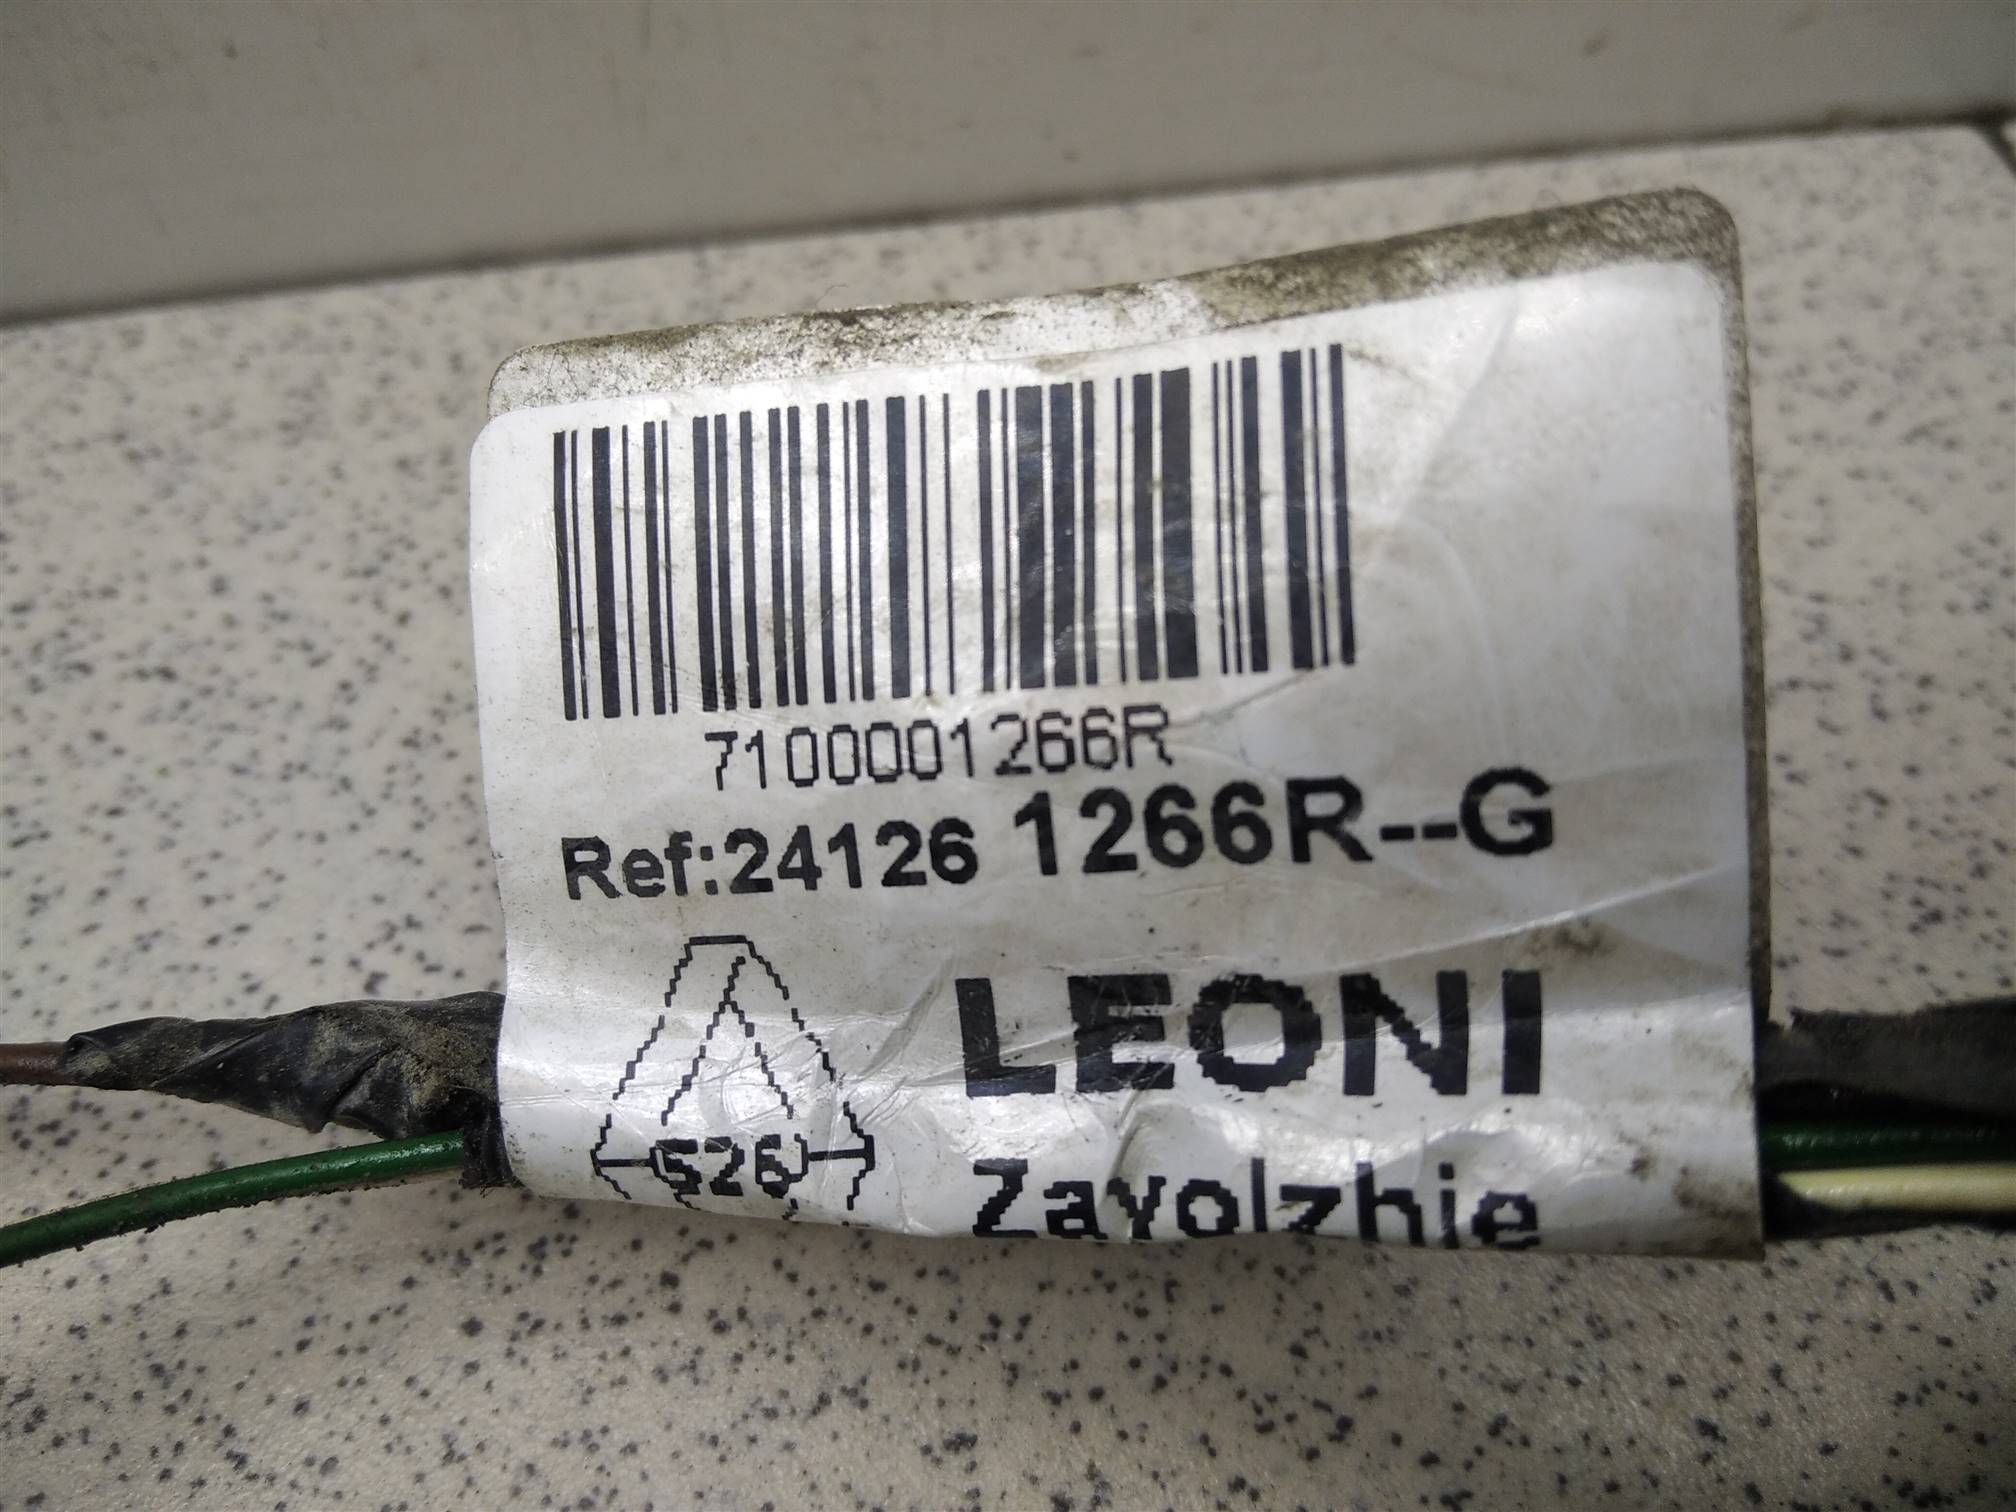 7100001266R
Ref:24126 1266R--G
LEONI
526
Zavolzhie